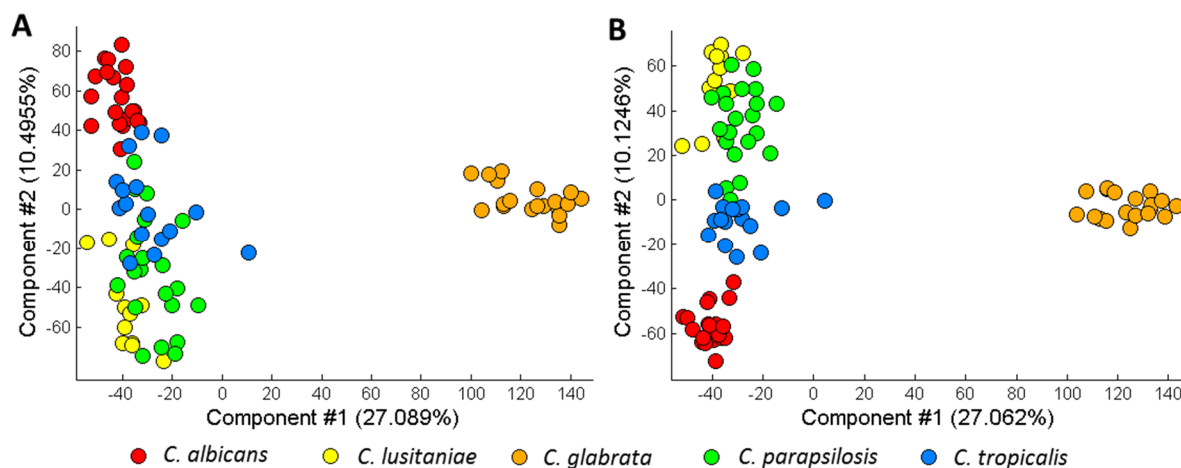 A
Component #2 (10.4955%)
80
60
40
20
0
-20
-40
-60
-40 -20 0 20 40 60 80 100 120 140
Component #1 (27.089%)
B
Component #2 (10.1246%)
60
40
20
0
-20
-40
-60
-40 -20 0 20 40 60 80 100 120 140
Component #1 (27.062%)
C. albicans C. lusitaniae C. glabrata C. parapsilosis C. tropicalis